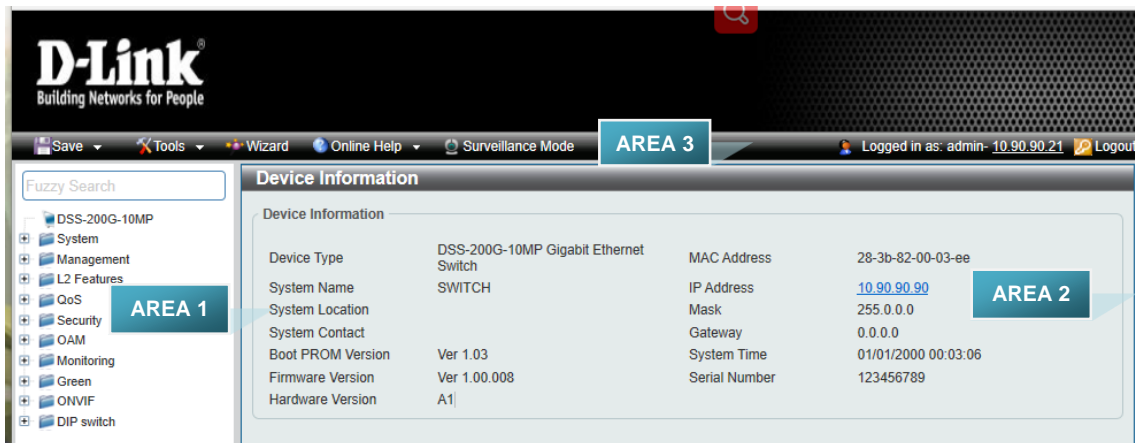 D-Link®
Building Networks for People
Save Tools Wizard Online Help Surveillance Mode AREA 3 Logged in as: admin- 10.90.90.21 Logout
Fuzzy Search
DSS-200G-10MP
System
Management
L2 Features
QoS
Security
OAM
Monitoring
Green
ONVIF
DIP switch
AREA 1
Device Information
Device Information
Device Type DSS-200G-10MP Gigabit Ethernet Switch MAC Address 28-3b-82-00-03-ee
System Name SWITCH IP Address 10.90.90.90
System Location Mask 255.0.0.0
System Contact Gateway 0.0.0.0
Boot PROM Version Ver 1.03 System Time 01/01/2000 00:03:06
Firmware Version Ver 1.00.008 Serial Number 123456789
Hardware Version A1
AREA 2